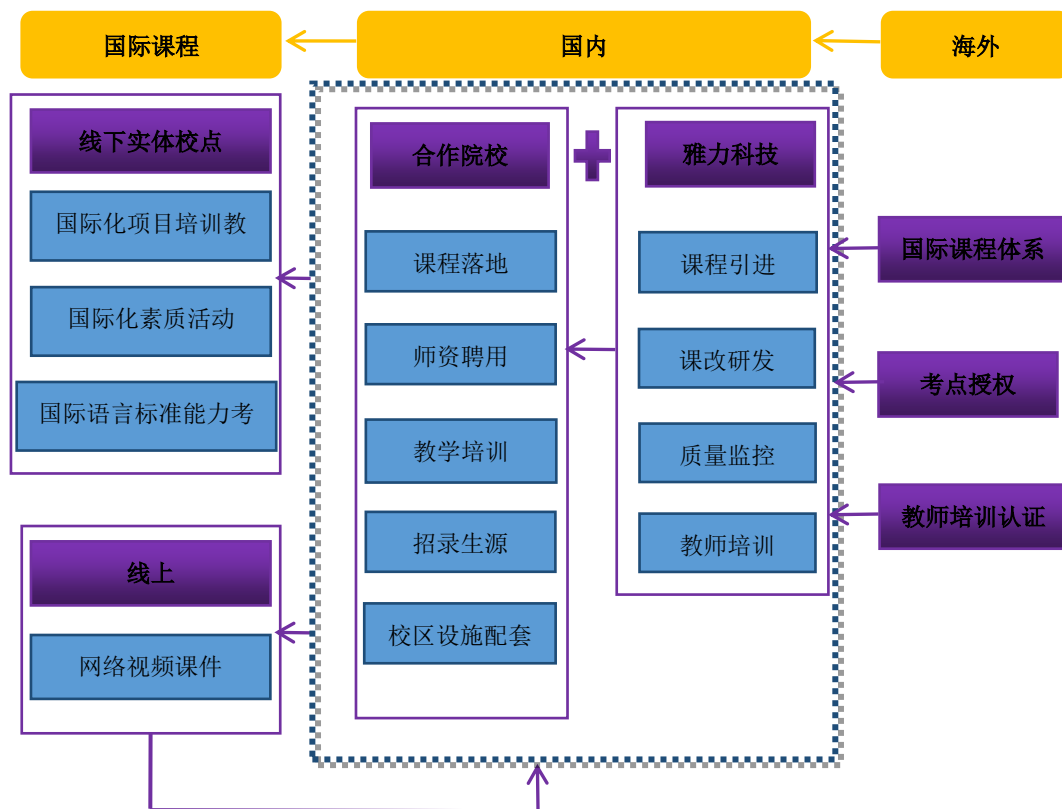 国际课程
国内
海外
线下实体校点
国际化项目培训教
国际化素质活动
国际语言标准能力考
线上
网络视频课件
合作院校
课程落地
师资聘用
教学培训
招录生源
校区设施配套
雅力科技
课程引进
课改研发
质量监控
教师培训
国际课程体系
考点授权
教师培训认证